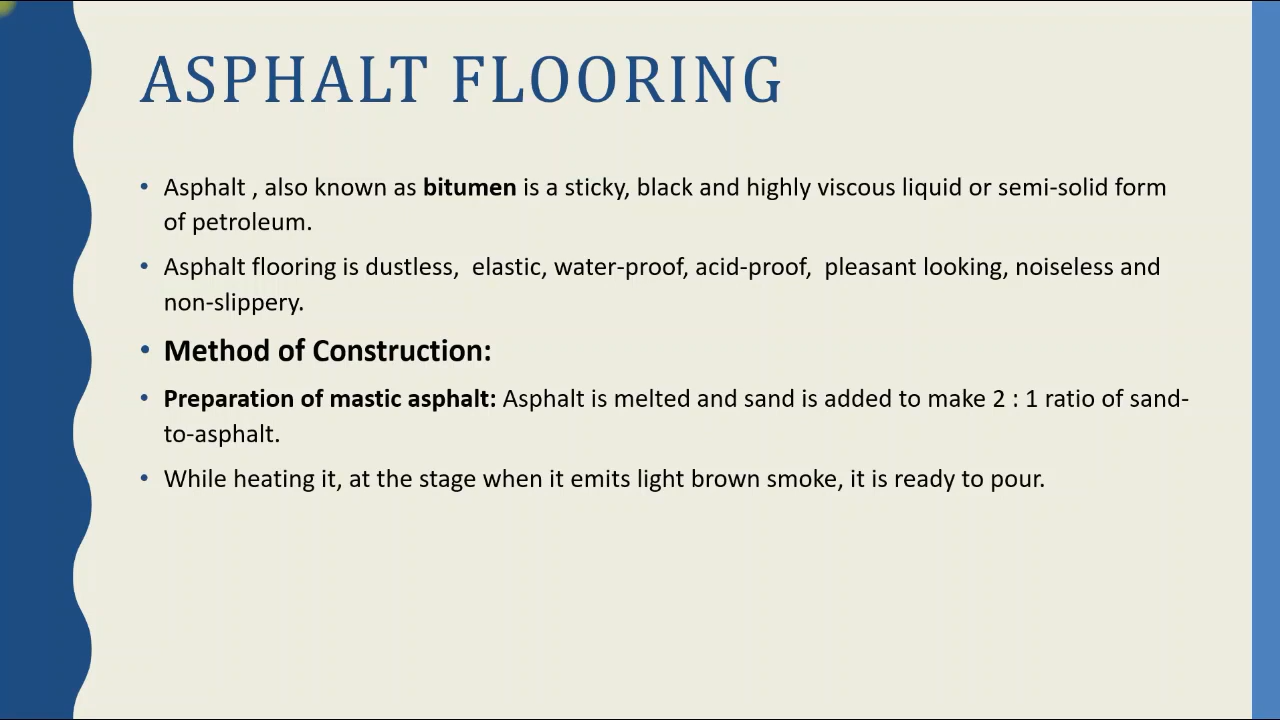 ASPHALT FLOORING
• Asphalt , also known as bitumen is a sticky, black and highly viscous liquid or semi-solid form
of petroleum.
• Asphalt flooring is dustless,  elastic, water-proof, acid-proof,  pleasant looking, noiseless and
non-slippery.
• Method of Construction:
• Preparation of mastic asphalt: Asphalt is melted and sand is added to make 2 : 1 ratio of sand-
to-asphalt.
• While heating it, at the stage when it emits light brown smoke, it is ready to pour.